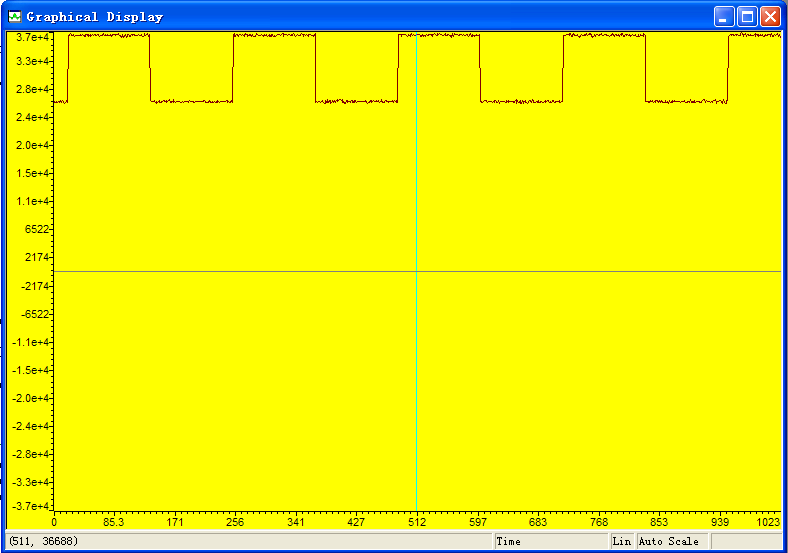 Graphical Display
3.7e+4
3.3e+4
2.8e+4
2.4e+4
2.0e+4
1.5e+4
1.1e+4
6522
2174
-2174
-6522
-1.1e+4
-1.5e+4
-2.0e+4
-2.4e+4
-2.8e+4
-3.3e+4
-3.7e+4
0 85.3 171 256 341 427 512 597 683 768 853 939 1023
(511, 36688) Time Lin Auto Scale